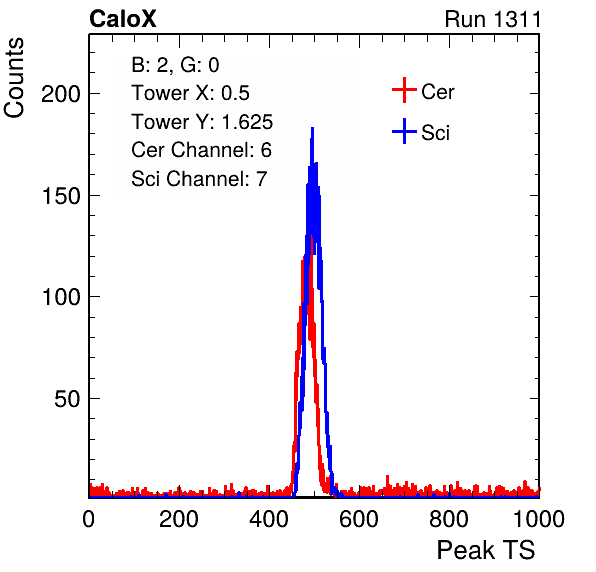 CaloX Run 1311
Counts
B: 2, G: 0
Tower X: 0.5
Tower Y: 1.625
Cer Channel: 6
Sci Channel: 7
Cer
Sci
200
150
100
50
0 200 400 600 800 1000
Peak TS